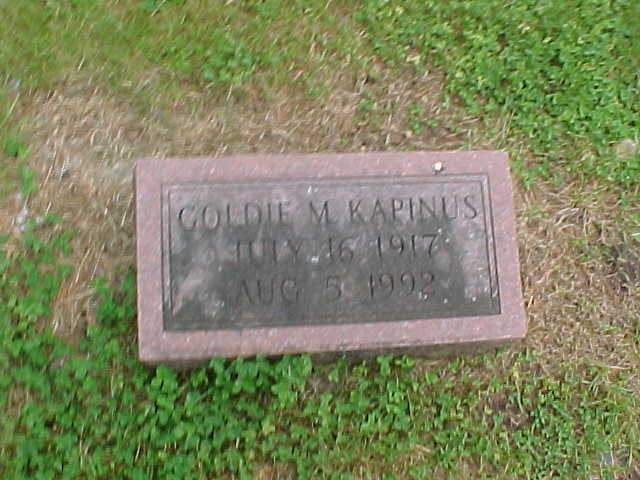 GOLDIE M. KAPINUS
JULY 16 1917
AUG 5 1992